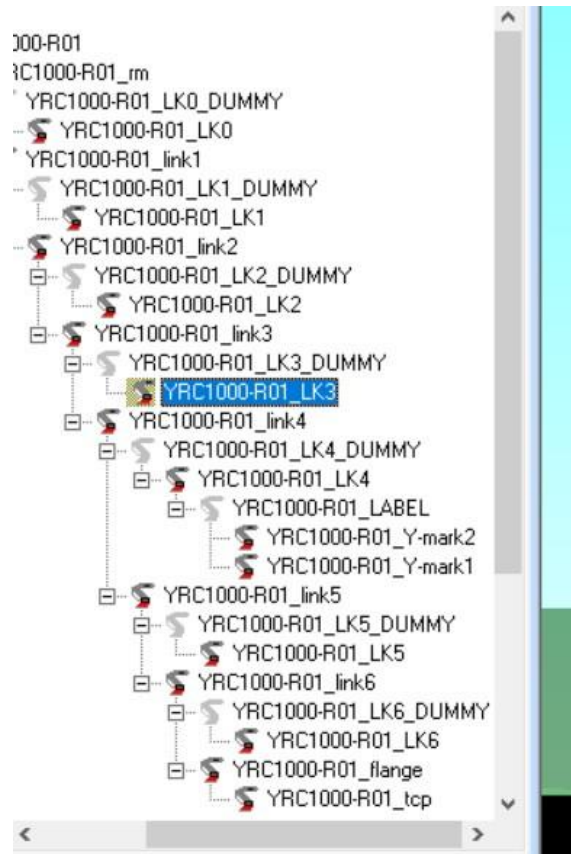 000-R01
RC1000-R01_rm
YRC1000-R01_LK0_DUMMY
YRC1000-R01_LK0
YRC1000-R01_link1
YRC1000-R01_LK1_DUMMY
YRC1000-R01_LK1
YRC1000-R01_link2
YRC1000-R01_LK2_DUMMY
YRC1000-R01_LK2
YRC1000-R01_link3
YRC1000-R01_LK3_DUMMY
YRC1000-R01_LK3
YRC1000-R01_link4
YRC1000-R01_LK4_DUMMY
YRC1000-R01_LK4
YRC1000-R01_LABEL
YRC1000-R01_Y-mark2
YRC1000-R01_Y-mark1
YRC1000-R01_link5
YRC1000-R01_LK5_DUMMY
YRC1000-R01_LK5
YRC1000-R01_link6
YRC1000-R01_LK6_DUMMY
YRC1000-R01_LK6
YRC1000-R01_flange
YRC1000-R01_tcp